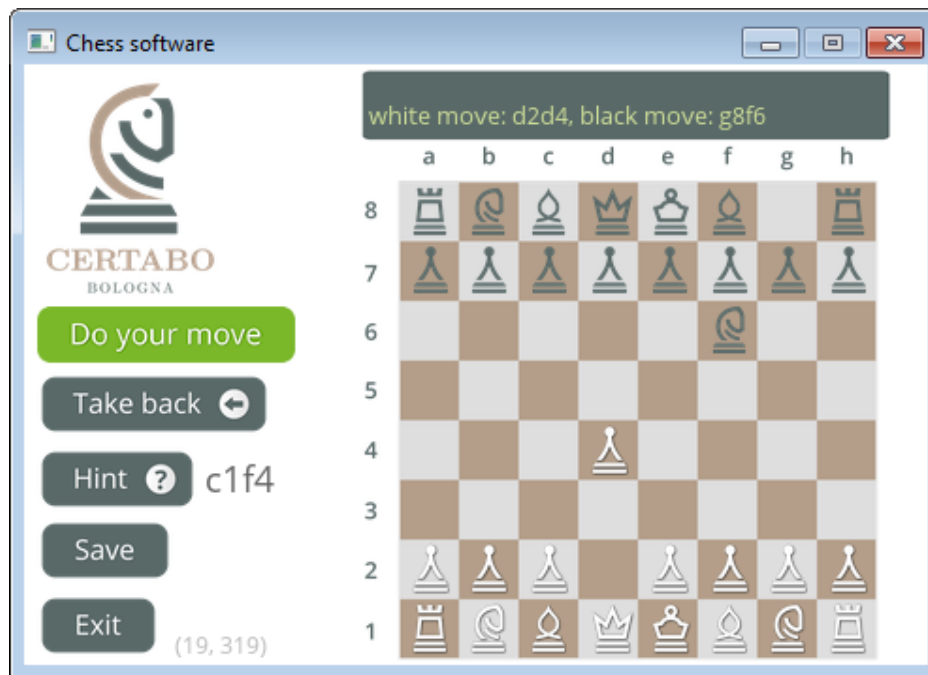 Chess software
white move: d2d4, black move: g8f6
a b c d e f g h
8
7
6
5
4
3
2
1
CERTABO
BOLOGNA
Do your move
Take back
Hint ? c1f4
Save
Exit
(19, 319)